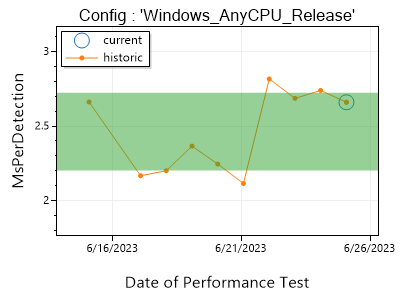 Config : 'Windows_AnyCPU_Release'
current
historic
MsPerDetection
3
2.5
2
6/16/2023
6/21/2023
6/26/2023
Date of Performance Test